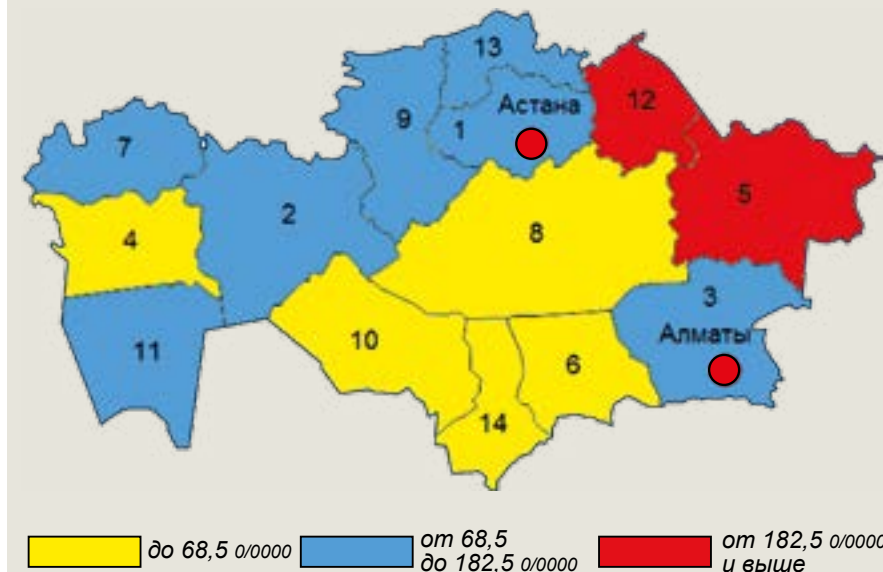 13
Астана
12
9
1
7
5
2
8
4
3
Алматы
10
11
6
14
до 68,5 0/0000
от 68,5
до 182,5 0/0000
от 182,5 0/0000
и выше